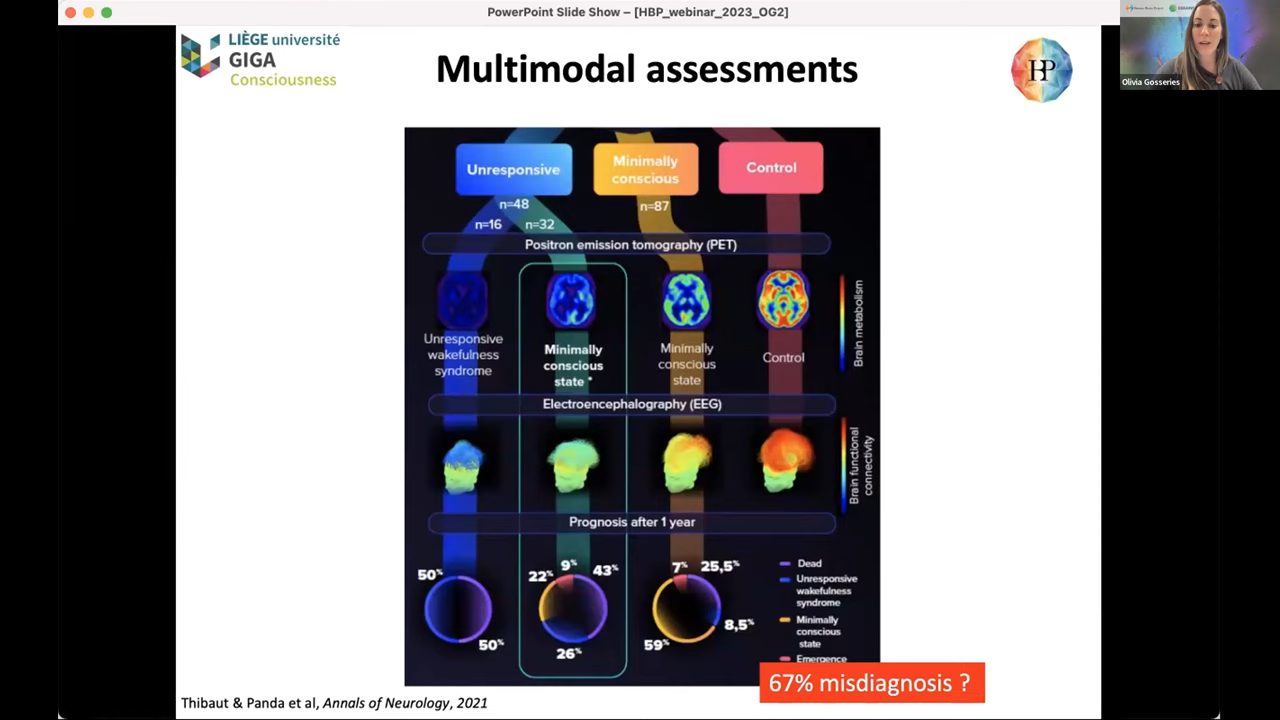 PowerPoint Slide Show – [HBP_webinar_2023_OG2]
Olivia Gosseries
LIÈGE université
GIGA
Consciousness
Multimodal assessments
HBP
Unresponsive
Minimally
conscious
Control
n=48
n=87
n=16
n=32
Positron emission tomography (PET)
Unresponsive
wakefulness
syndrome
Minimally
conscious
state *
Minimally
conscious
state
Control
Brain metabolism
Electroencephalography (EEG)
Brain functional
connectivity
Prognosis after 1 year
50%
50%
22%
9%
43%
26%
7%
25,5%
8,5%
59%
Dead
Unresponsive
wakefulness
syndrome
Minimally
conscious
state
Emergence
67% misdiagnosis ?
Thibaut & Panda et al, Annals of Neurology, 2021